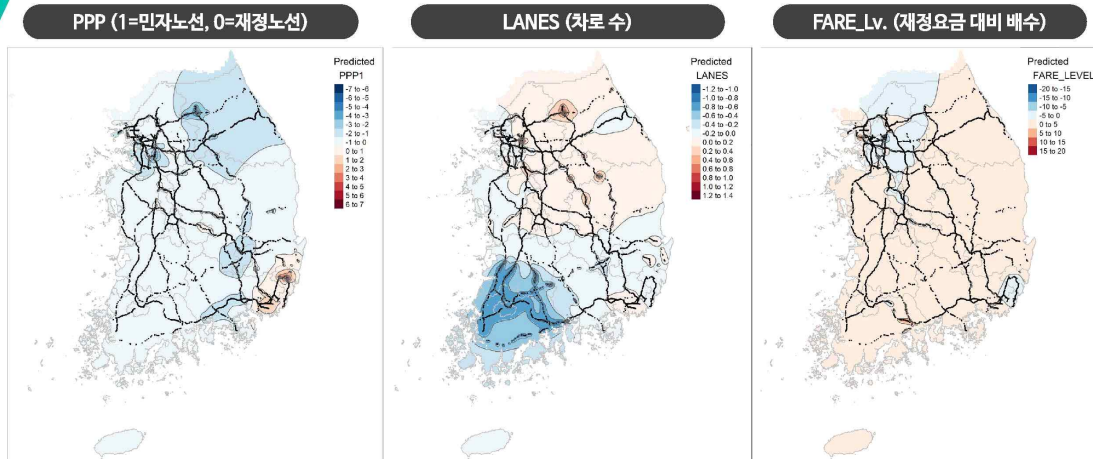 PPP (1=민자노선, 0=재정노선)
Predicted
PPP1
-7 to -6
-6 to -5
-5 to -4
-4 to -3
-3 to -2
-2 to -1
-1 to 0
0 to 1
1 to 2
2 to 3
3 to 4
4 to 5
5 to 6
6 to 7
LANES (차로 수)
Predicted
LANES
-1.2 to -1.0
-1.0 to -0.8
-0.8 to -0.6
-0.6 to -0.4
-0.4 to -0.2
-0.2 to 0.0
0.0 to 0.2
0.2 to 0.4
0.4 to 0.6
0.6 to 0.8
0.8 to 1.0
1.0 to 1.2
1.2 to 1.4
FARE_Lv. (재정요금 대비 배수)
Predicted
FARE_LEVEL
-20 to -15
-15 to -10
-10 to -5
-5 to 0
0 to 5
5 to 10
10 to 15
15 to 20